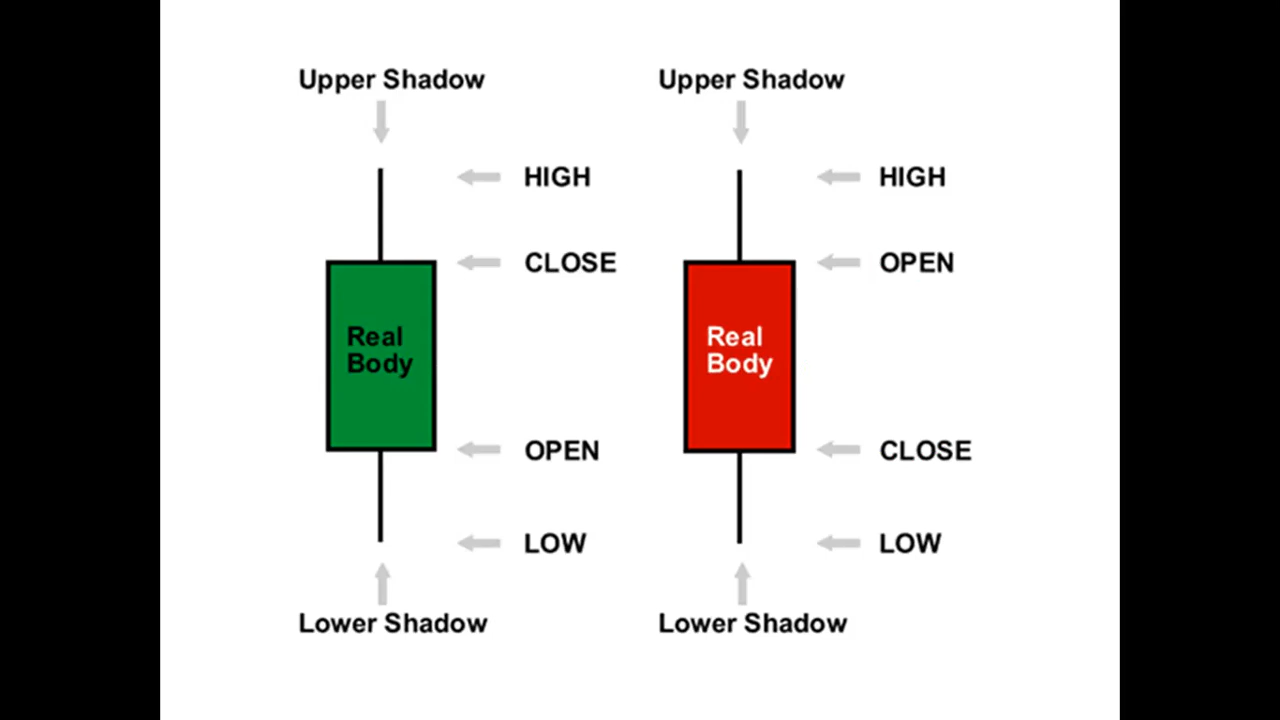 Upper Shadow
HIGH
CLOSE
Real
Body
OPEN
LOW
Lower Shadow
Upper Shadow
HIGH
OPEN
Real
Body
CLOSE
LOW
Lower Shadow